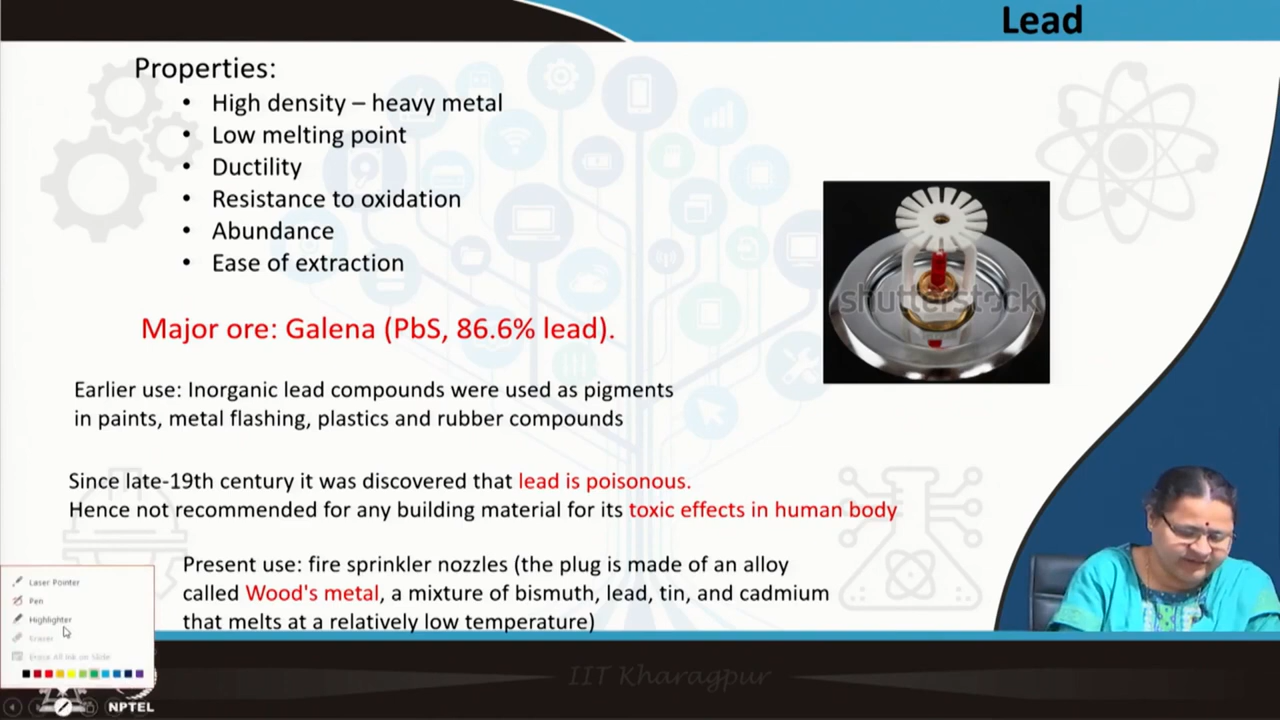 Lead
Properties:
• High density – heavy metal
• Low melting point
• Ductility
• Resistance to oxidation
• Abundance
• Ease of extraction
shutterstock
Major ore: Galena (PbS, 86.6% lead).
Earlier use: Inorganic lead compounds were used as pigments
in paints, metal flashing, plastics and rubber compounds
Since late-19th century it was discovered that lead is poisonous.
Hence not recommended for any building material for its toxic effects in human body
Present use: fire sprinkler nozzles (the plug is made of an alloy
called Wood's metal, a mixture of bismuth, lead, tin, and cadmium
that melts at a relatively low temperature)
Laser Pointer
Pen
Highlighter
Eraser
Erase All Ink on Slide
IIT Kharagpur
NPTEL